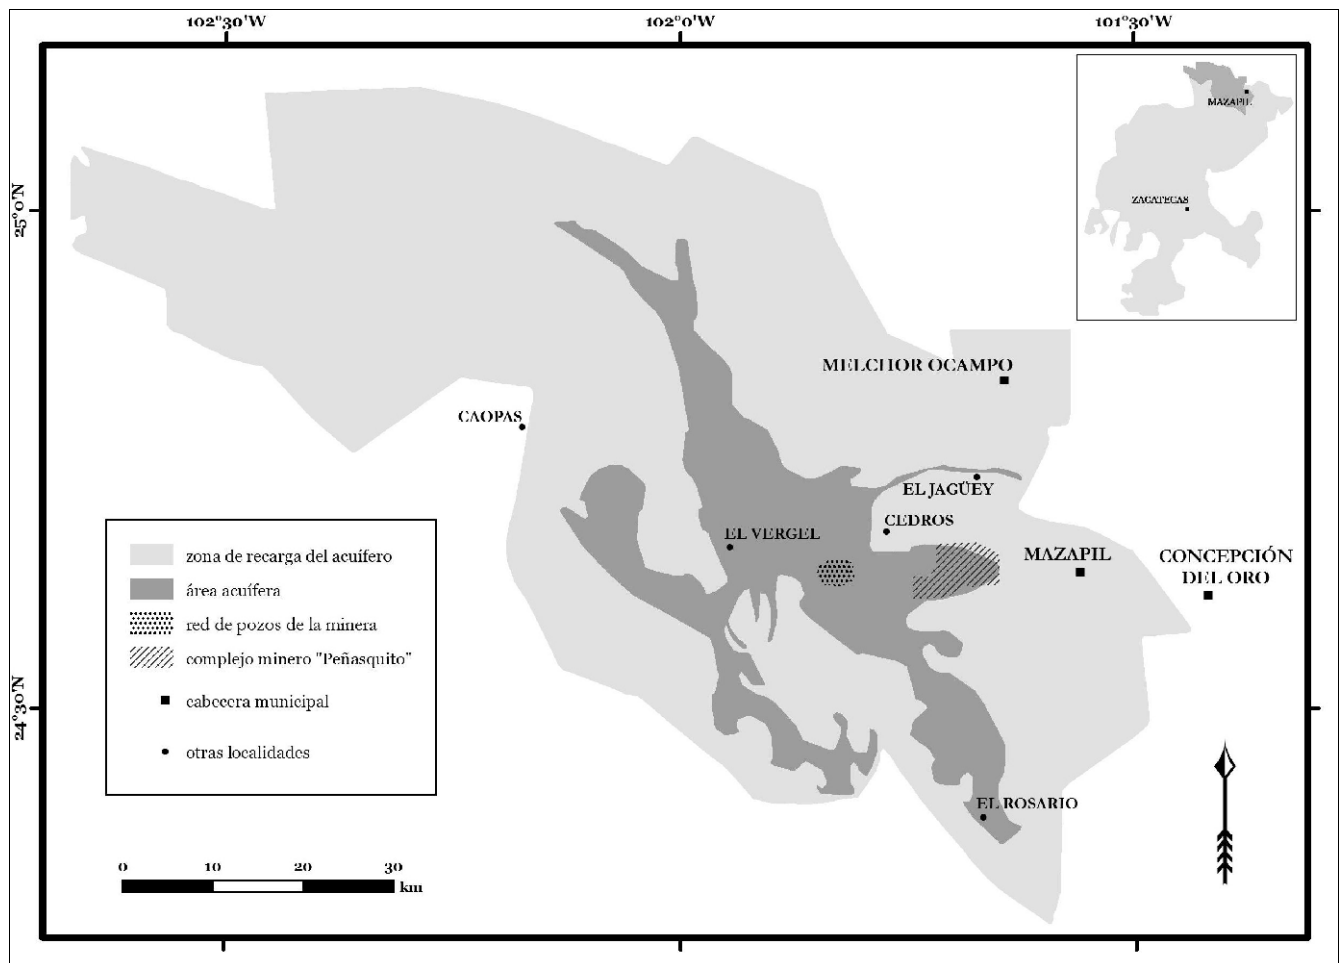 102°30'W
102°0'W
101°30'W
25°0'N
24°30'N
MAZAPIL
ZACATECAS
MELCHOR OCAMPO
CAOPAS
EL JAGÜEY
CEDROS
EL VERGEL
MAZAPIL
CONCEPCIÓN
DEL ORO
EL ROSARIO
zona de recarga del acuífero
área acuífera
red de pozos de la minera
complejo minero "Peñasquito"
cabecera municipal
otras localidades
0 10 20 30
km